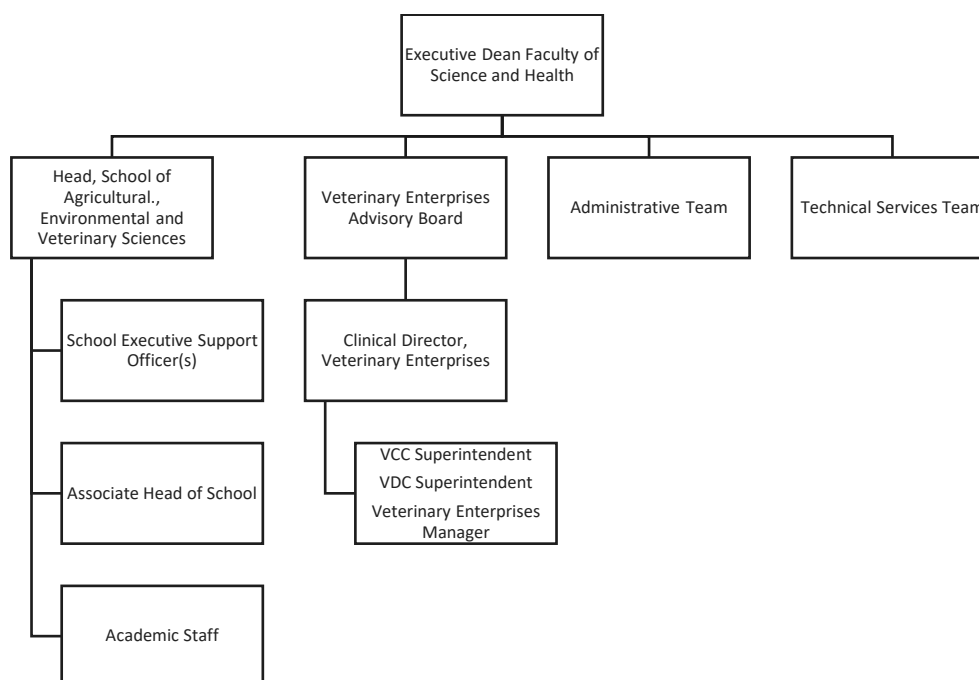 Executive Dean Faculty of
Science and Health
Head, School of
Agricultural.,
Environmental and
Veterinary Sciences
Veterinary Enterprises
Advisory Board
Administrative Team
Technical Services Team
School Executive Support
Officer(s)
Clinical Director,
Veterinary Enterprises
Associate Head of School
VCC Superintendent
VDC Superintendent
Veterinary Enterprises
Manager
Academic Staff